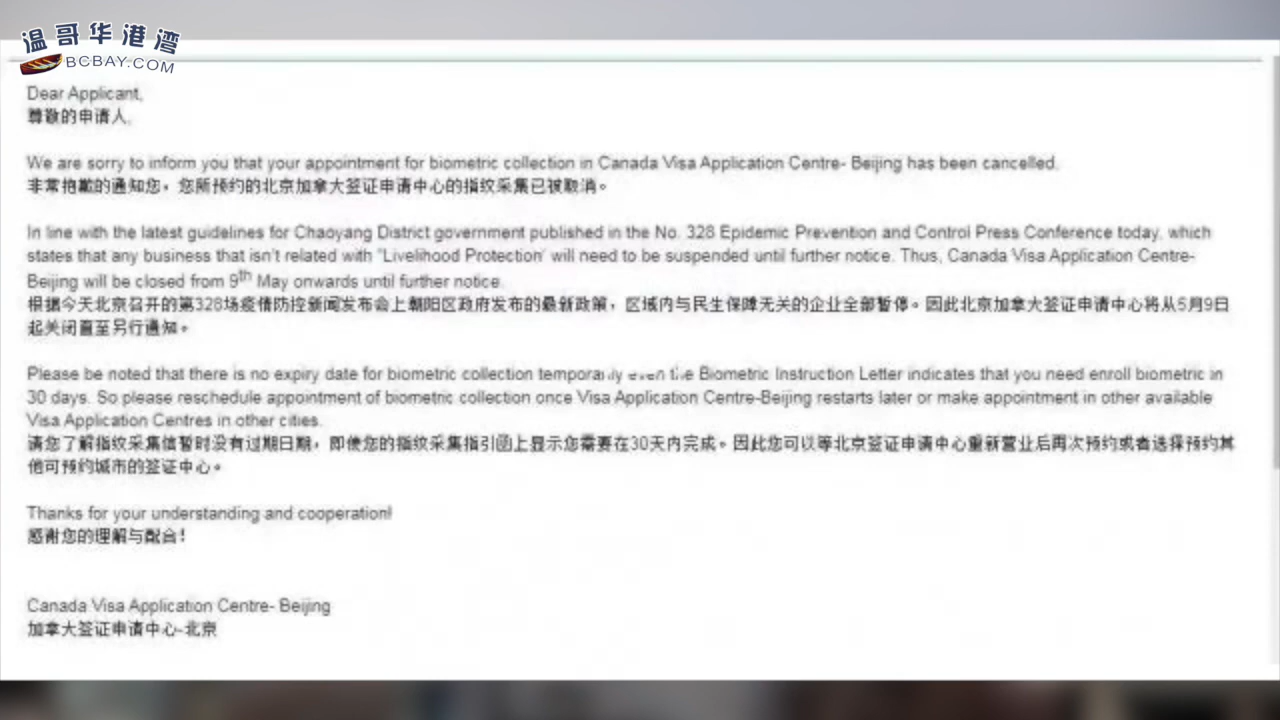 温哥华港湾
BCBAY.COM
Dear Applicant,
尊敬的申请人,
We are sorry to inform you that your appointment for biometric collection in Canada Visa Application Centre- Beijing has been cancelled.
非常抱歉的通知您，您所预约的北京加拿大签证申请中心的指纹采集已被取消。
In line with the latest guidelines for Chaoyang District government published in the No. 328 Epidemic Prevention and Control Press Conference today, which
states that any business that isn't related with "Livelihood Protection' will need to be suspended until further notice. Thus, Canada Visa Application Centre-
Beijing will be closed from 9th May onwards until further notice.
根据今天北京召开的第328场疫情防控新闻发布会上朝阳区政府发布的最新政策，区域内与民生保障无关的企业全部暂停。因此北京加拿大签证申请中心将从5月9日
起关闭直至另行通知。
Please be noted that there is no expiry date for biometric collection temporarily even the Biometric Instruction Letter indicates that you need enroll biometric in
30 days. So please reschedule appointment of biometric collection once Visa Application Centre-Beijing restarts later or make appointment in other available
Visa Application Centres in other cities.
请您了解指纹采集信暂时没有过期日期，即使您的指纹采集指引函上显示您需要在30天内完成。因此您可以等北京签证申请中心重新营业后再次预约或者选择预约其
他可预约城市的签证中心。
Thanks for your understanding and cooperation!
感谢您的理解与配合！
Canada Visa Application Centre- Beijing
加拿大签证申请中心-北京